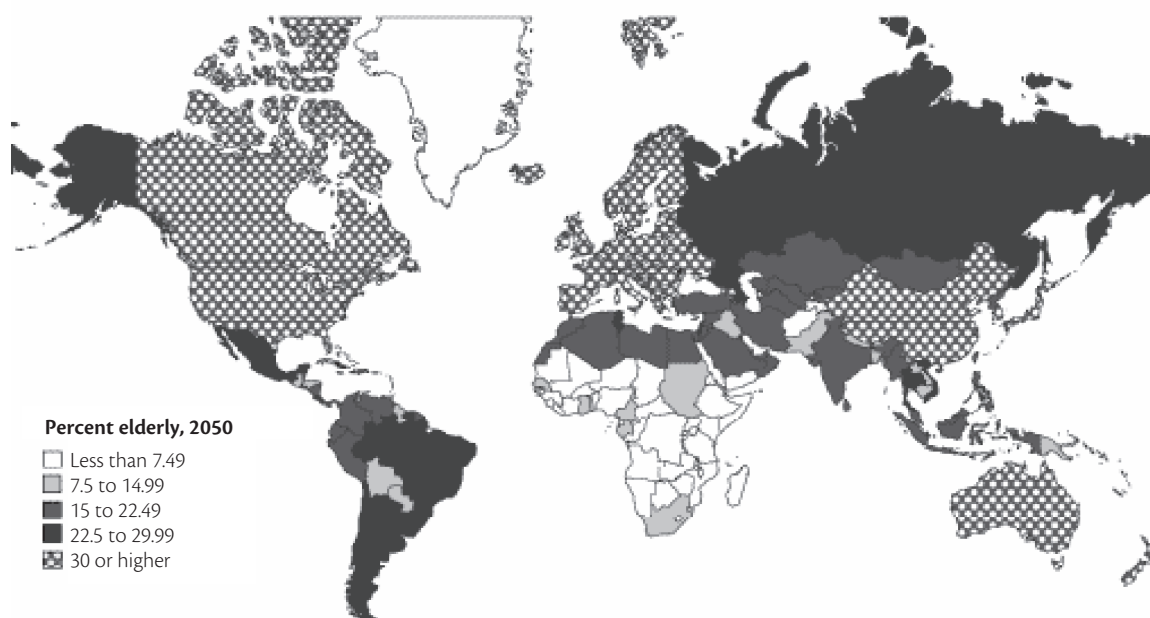 Percent elderly, 2050
Less than 7.49
7.5 to 14.99
15 to 22.49
22.5 to 29.99
30 or higher